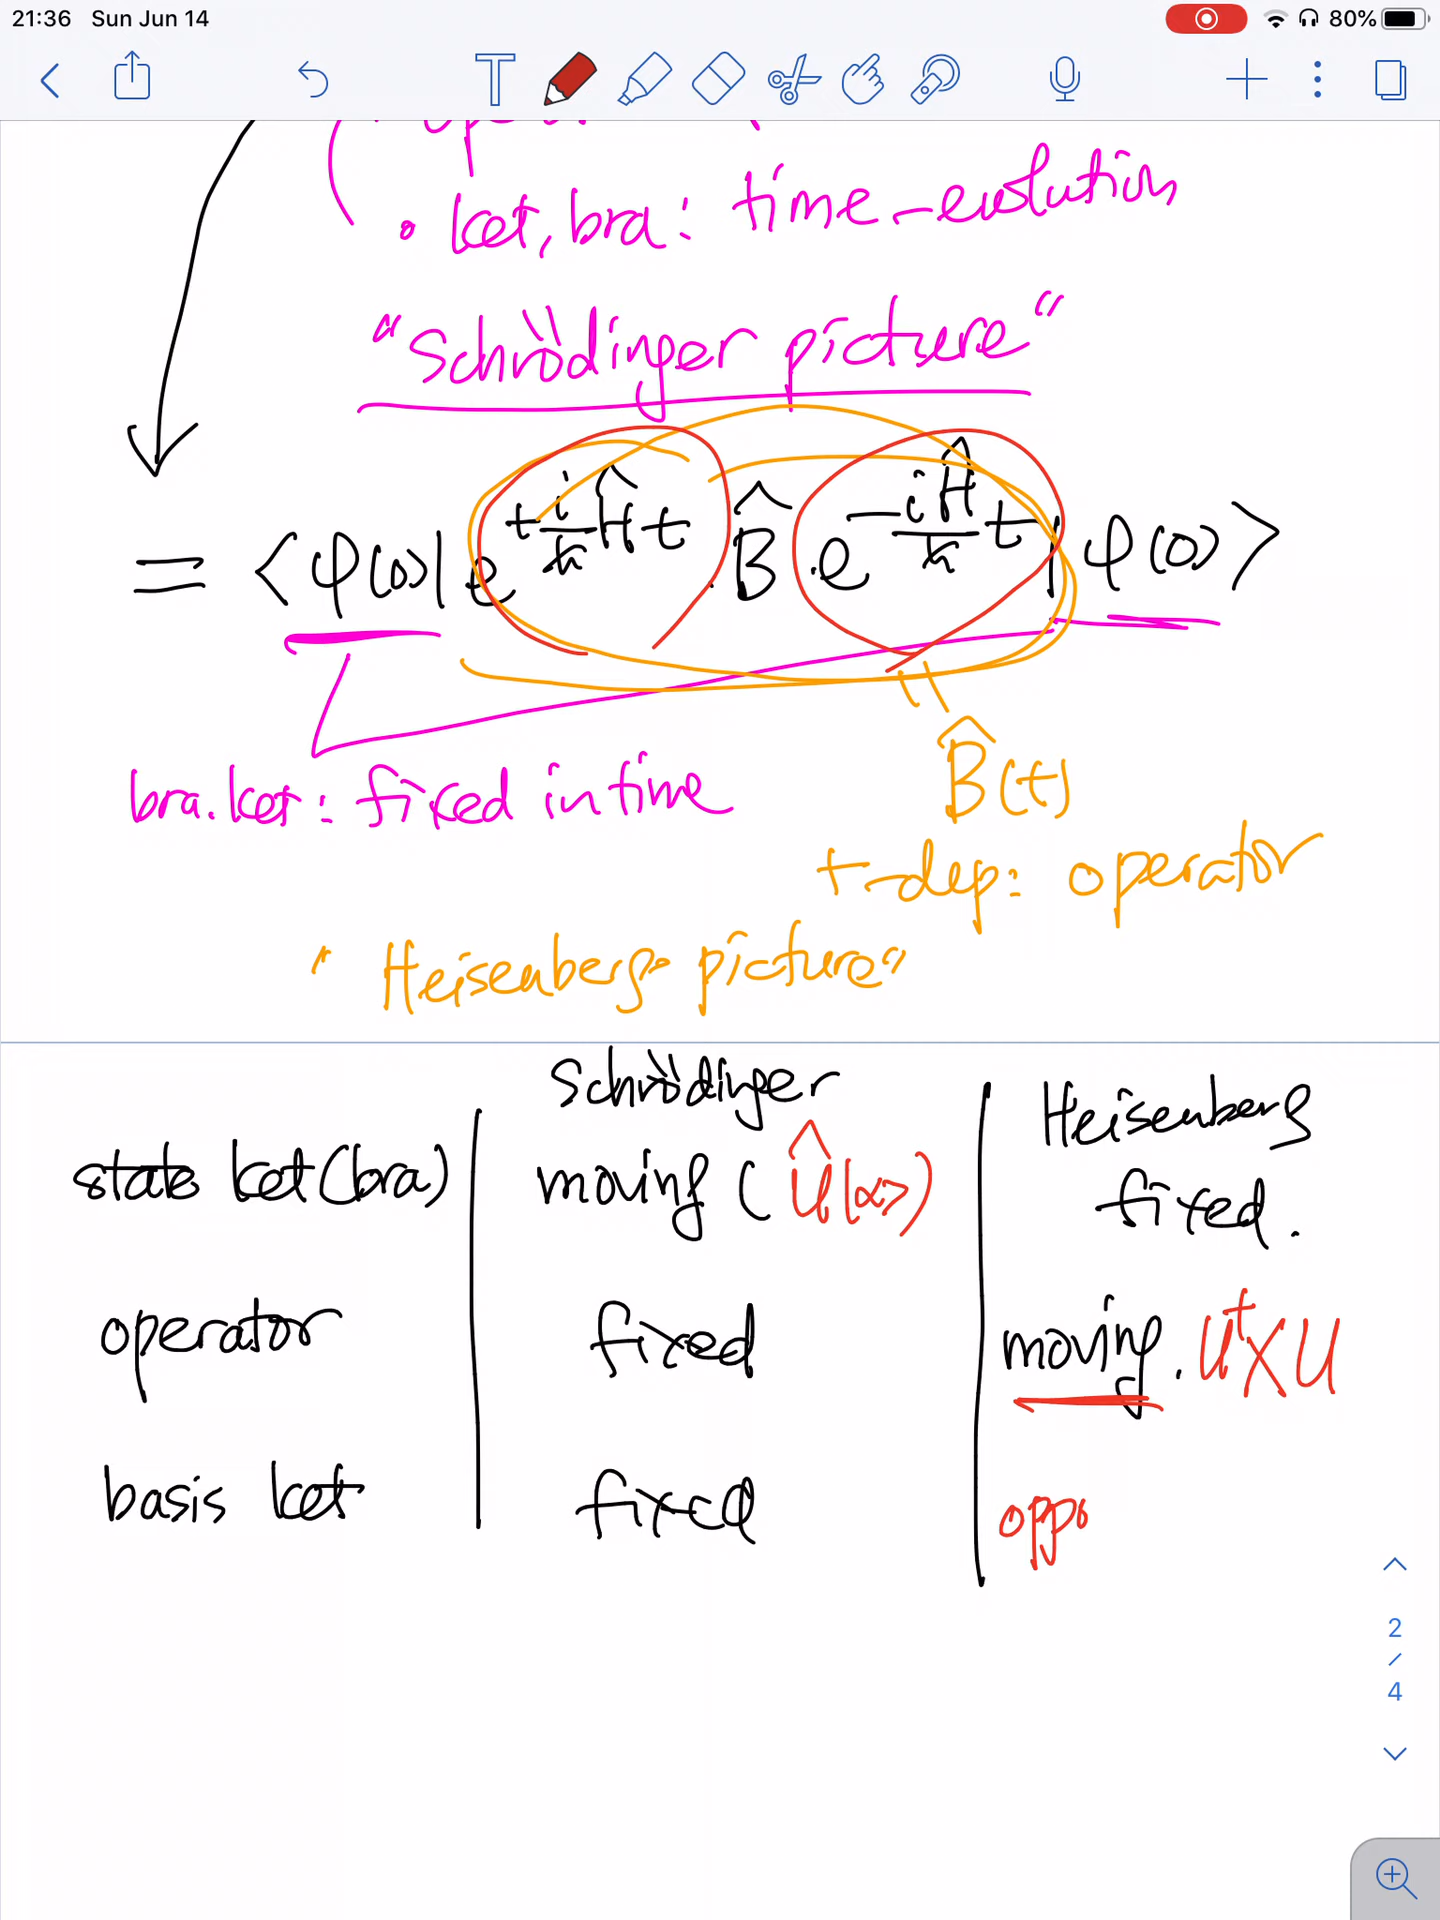 21:36 Sun Jun 14 80%
T
• ket, bra: time-evolution
"Schrödinger picture"
= <φ(0)| e^{+i/ħ Ĥt} · B̂ · e^{-iĤ/ħ t} |φ(0)>
bra.ket: fixed in time
B̂(t)
t-dep: operator
"Heisenberg picture"
Schrödinger
Heisenberg
state ket(bra) moving (Û|α>) fixed.
operator fixed moving. U†XU
basis ket fixed oppo
2
/
4